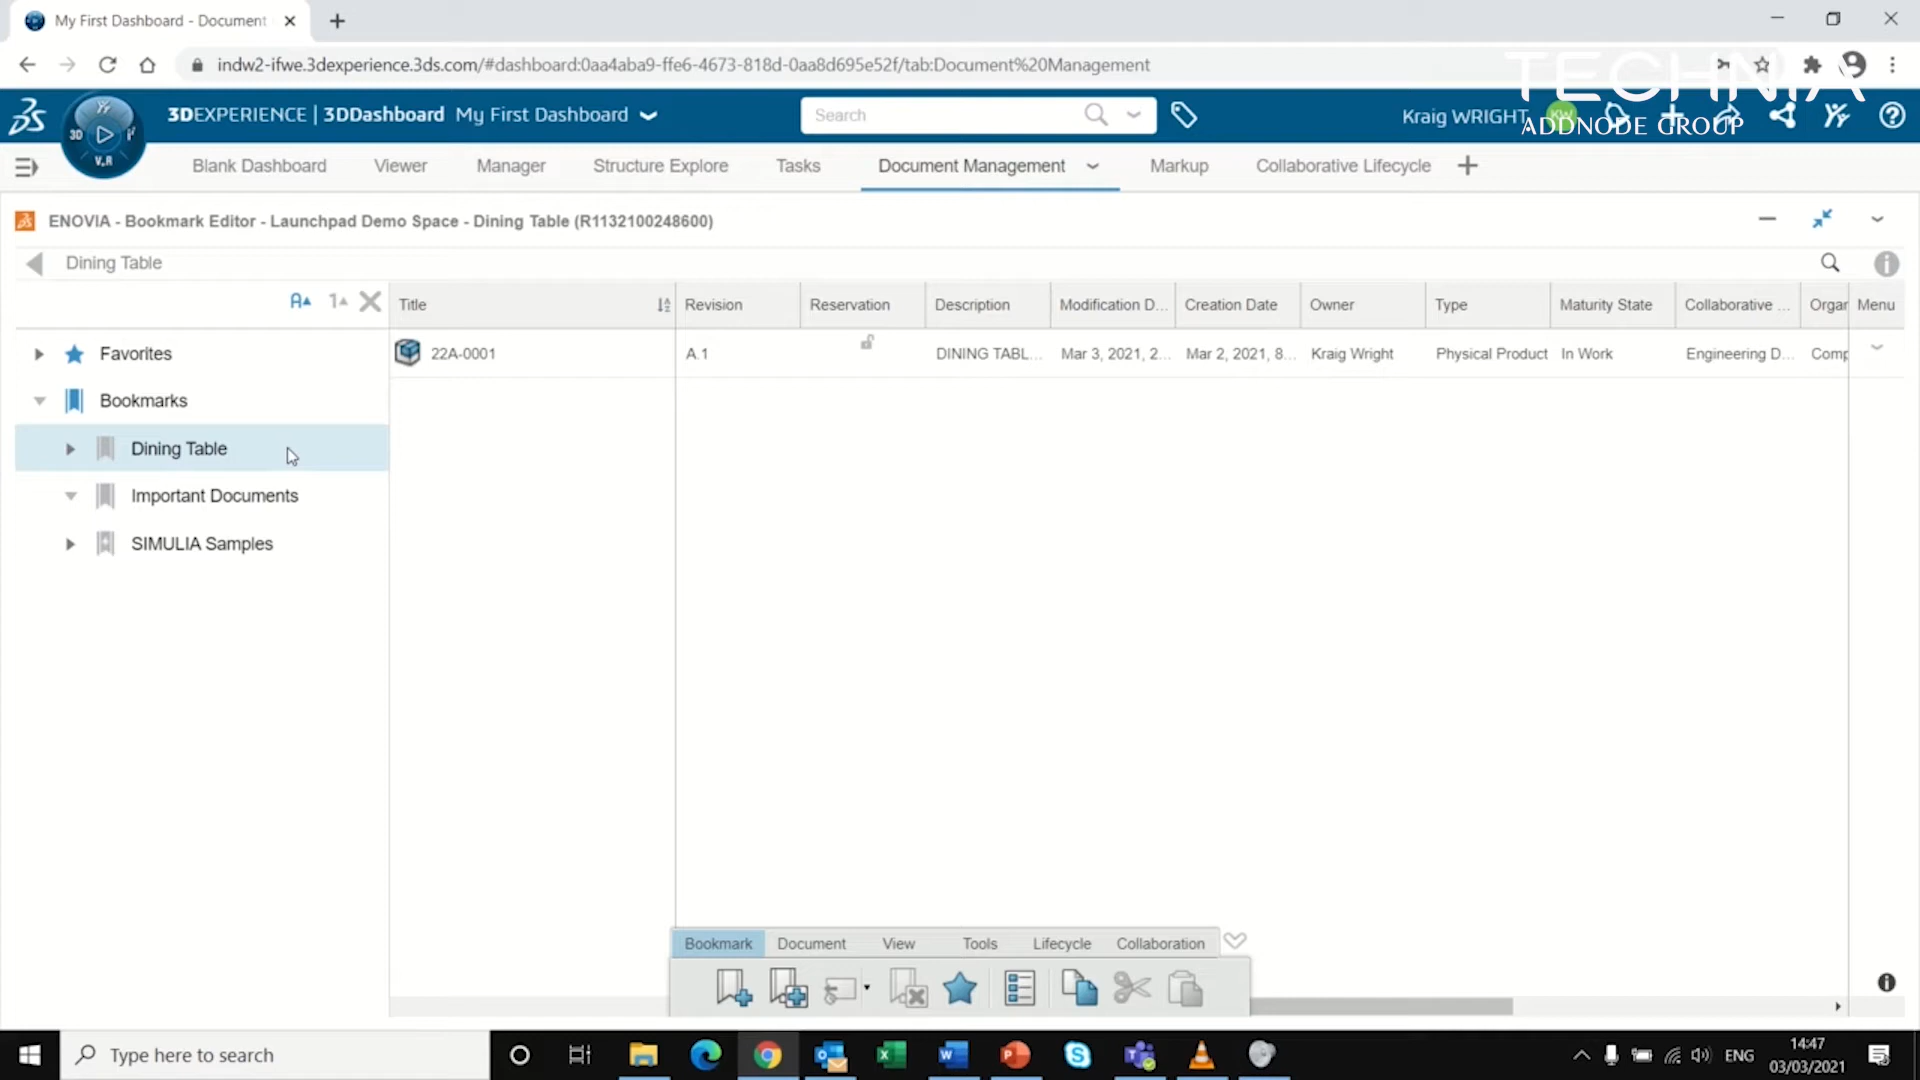 My First Dashboard - Document
indw2-ifwe.3dexperience.3ds.com/#dashboard:0aa4aba9-ffe6-4673-818d-0aa8d695e52f/tab:Document%20Management
TECHNIA
ADDNODE GROUP
3D V.R
3DEXPERIENCE | 3DDashboard My First Dashboard
Search
Kraig WRIGHT
KW
Blank Dashboard Viewer Manager Structure Explore Tasks Document Management Markup Collaborative Lifecycle
ENOVIA - Bookmark Editor - Launchpad Demo Space - Dining Table (R1132100248600)
Dining Table
Title Revision Reservation Description Modification D... Creation Date Owner Type Maturity State Collaborative ... Organ Menu
22A-0001 A.1 DINING TABL... Mar 3, 2021, 2... Mar 2, 2021, 8... Kraig Wright Physical Product In Work Engineering D... Comp
Favorites
Bookmarks
Dining Table
Important Documents
SIMULIA Samples
Bookmark Document View Tools Lifecycle Collaboration
Type here to search
ENG
14:47
03/03/2021